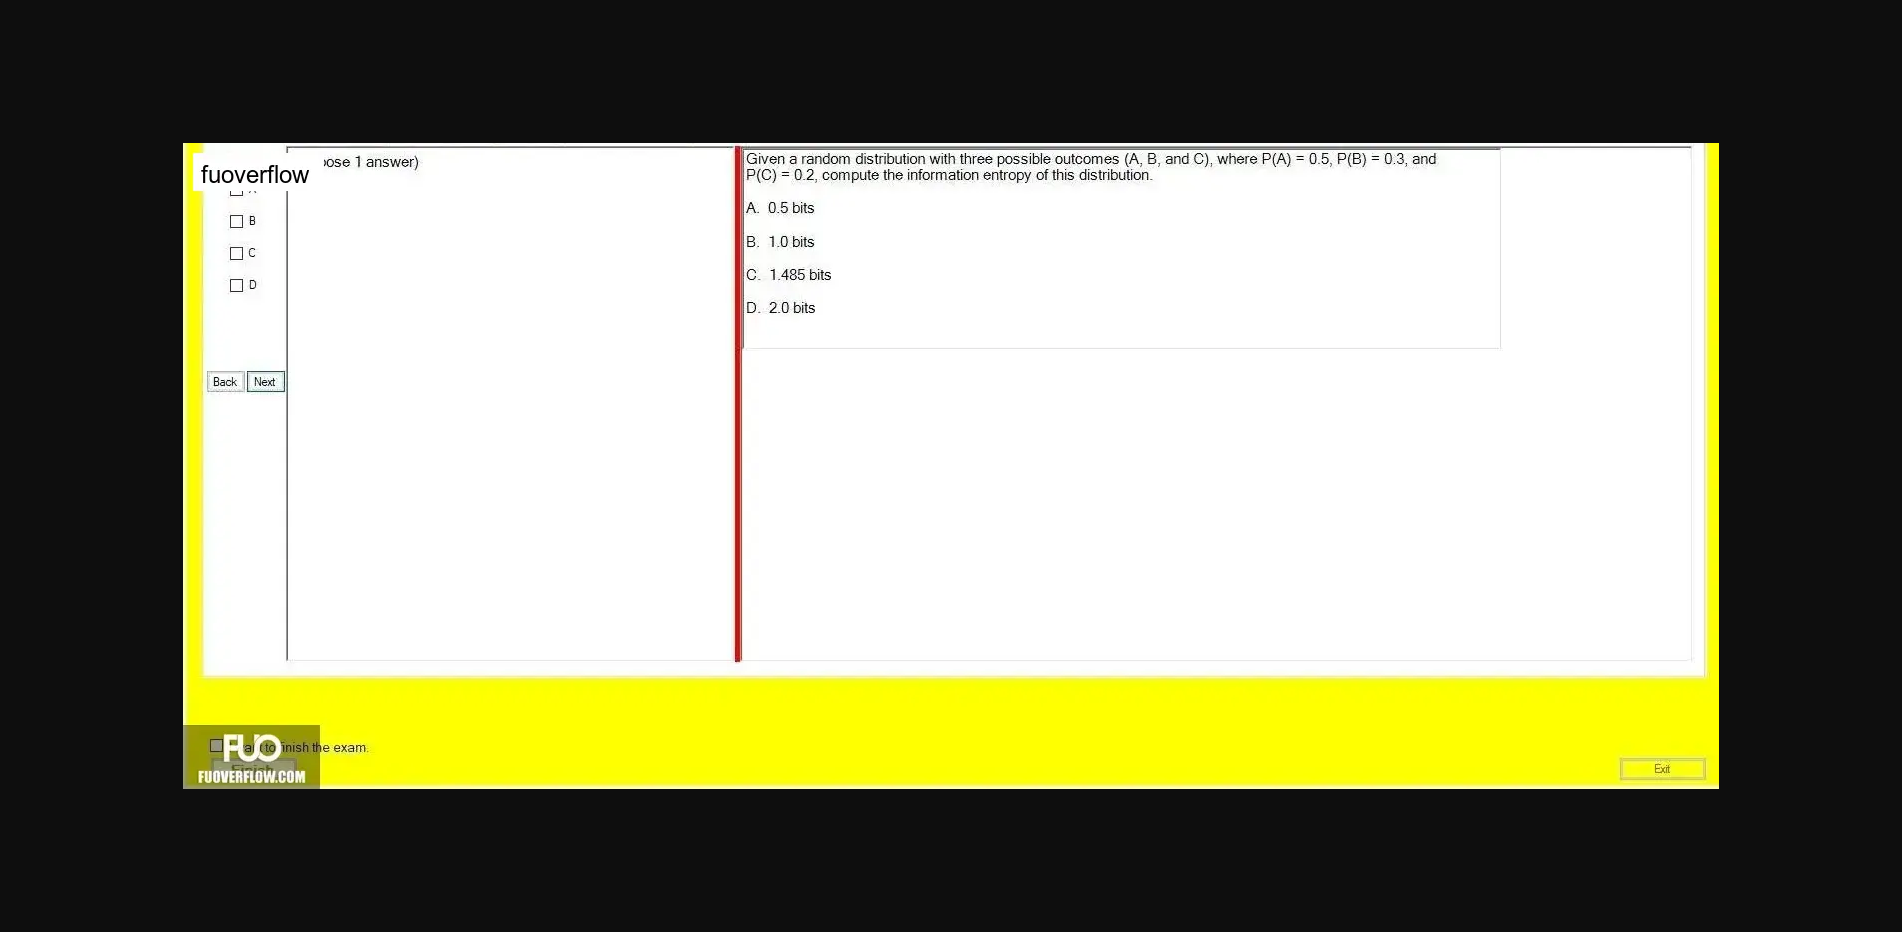 fuoverflow
ose 1 answer)
B
C
D
Back Next
Given a random distribution with three possible outcomes (A, B, and C), where P(A) = 0.5, P(B) = 0.3, and
P(C) = 0.2, compute the information entropy of this distribution.
A. 0.5 bits
B. 1.0 bits
C. 1.485 bits
D. 2.0 bits
FUO
to finish the exam.
Finish
FUOVERFLOW.COM
Exit